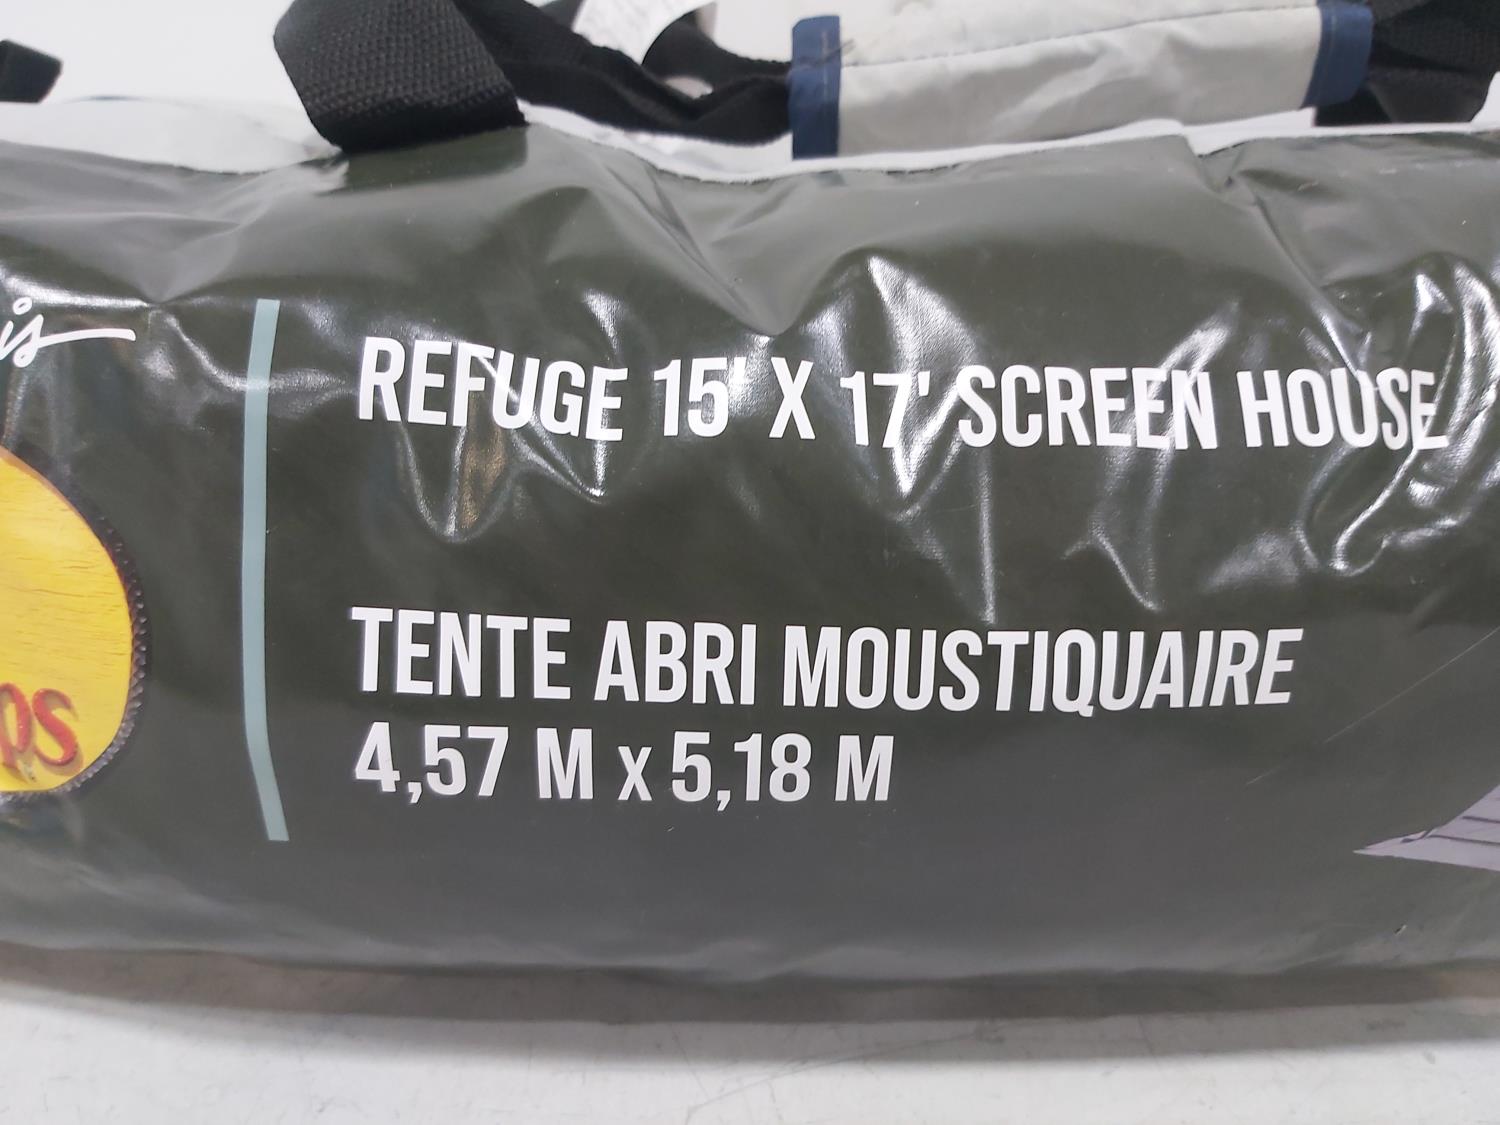 REFUGE 15' X 17' SCREEN HOUSE
TENTE ABRI MOUSTIQUAIRE
4,57 M x 5,18 M